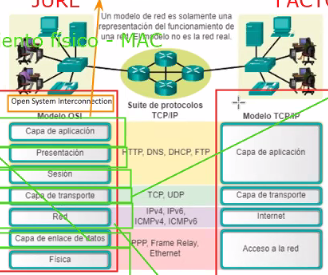 JURE
FACTO
Un modelo de red es solamente una
representación del funcionamiento de
una red. El modelo no es la red real.
ento físico - MAC
Open System Interconnection
Modelo OSI
Suite de protocolos
TCP/IP
Modelo TCP/IP
Capa de aplicación
Presentación
Sesión
Capa de transporte
Red
Capa de enlace de datos
Física
HTTP, DNS, DHCP, FTP
TCP, UDP
IPv4, IPv6,
ICMPv4, ICMPv6
PPP, Frame Relay,
Ethernet
Capa de aplicación
Capa de transporte
Internet
Acceso a la red